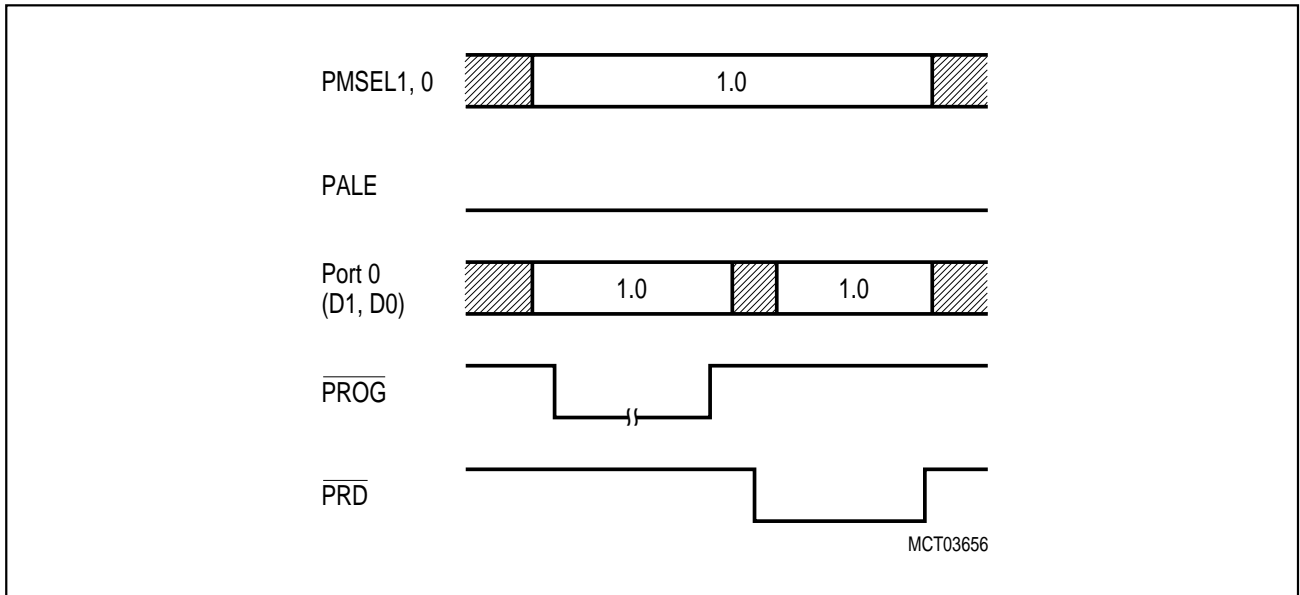 PMSEL1, 0
1.0
PALE
Port 0
(D1, D0)
1.0
1.0
PROG
PRD
MCT03656